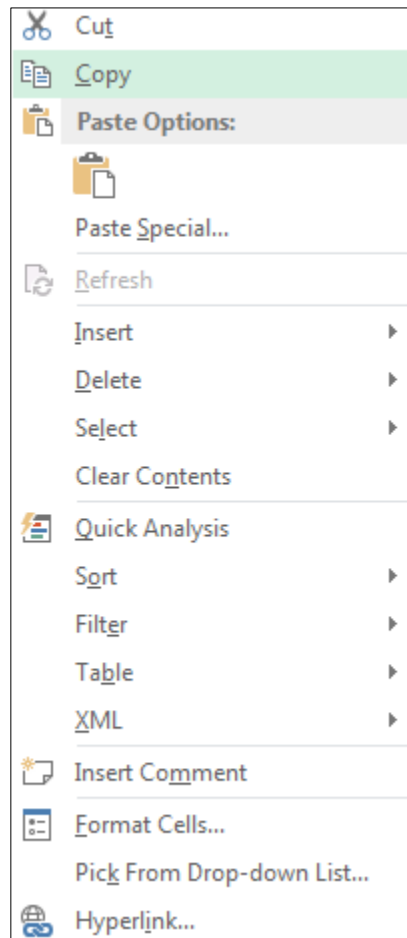 Cut
Copy
Paste Options:
Paste Special...
Refresh
Insert
Delete
Select
Clear Contents
Quick Analysis
Sort
Filter
Table
XML
Insert Comment
Format Cells...
Pick From Drop-down List...
Hyperlink...